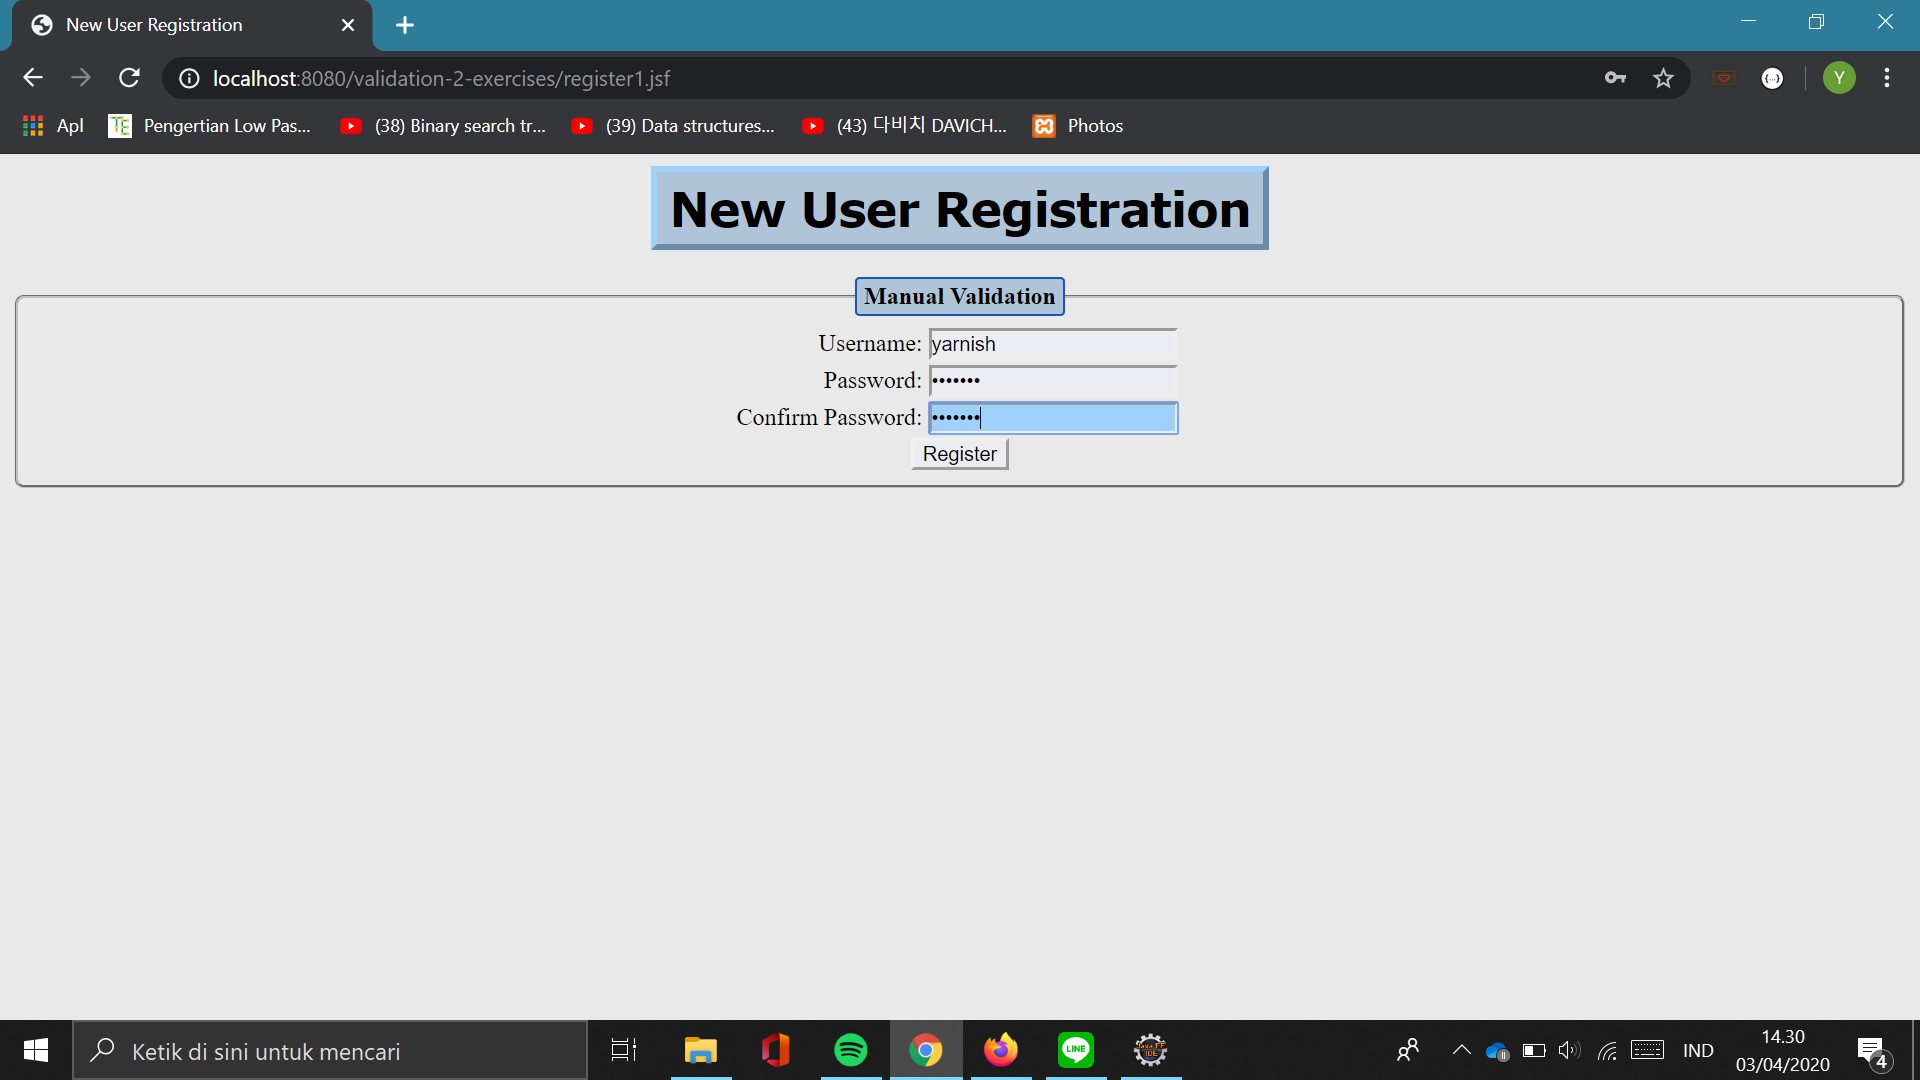 New User Registration
localhost:8080/validation-2-exercises/register1.jsf
Y
Apl
TE
Pengertian Low Pas...
(38) Binary search tr...
(39) Data structures...
(43) 다비치 DAVICH...
Photos
New User Registration
Manual Validation
Username: yarnish
Password: •••••••
Confirm Password: •••••••
Register
Ketik di sini untuk mencari
LINE
IND
14.30
03/04/2020
4